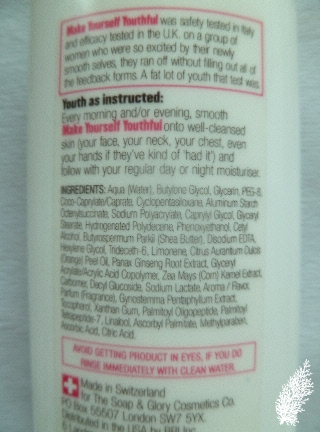 Make Yourself Youthful was safety tested in Italy
and efficacy tested in the U.K. on a group of
women who were so excited by their newly
smooth selves, they ran off without filling out all of
the feedback forms. A fat lot of youth that test was.
Youth as instructed:
Every morning and/or evening, smooth
Make Yourself Youthful onto well-cleansed
skin (your face, your neck, your chest, even
your hands if they've kind of 'had it') and
follow with your regular day or night moisturiser.
INGREDIENTS: Aqua (Water), Butylene Glycol, Glycerin, PEG-8,
Coco-Caprylate/Caprate, Cyclopentasiloxane, Aluminum Starch
Octenylsuccinate, Sodium Polyacrylate, Caprylyl Glycol, Glyceryl
Stearate, Hydrogenated Polydecene, Phenoxyethanol, Cetyl
Alcohol, Butyrospermum Parkii (Shea Butter), Disodium EDTA,
Hexylene Glycol, Trideceth-6, Limonene, Citrus Aurantium Dulcis
(Orange) Peel Oil, Panax Ginseng Root Extract, Glyceryl
Acrylate/Acrylic Acid Copolymer, Zea Mays (Corn) Kernel Extract,
Carbomer, Decyl Glucoside, Sodium Lactate, Aroma / Flavor,
Parfum (Fragrance), Gynostemma Pentaphyllum Extract,
Tocopherol, Xanthan Gum, Palmitoyl Oligopeptide, Palmitoyl
Tetrapeptide-7, Linalool, Ascorbyl Palmitate, Methylparaben,
Ascorbic Acid, Citric Acid.
AVOID GETTING PRODUCT IN EYES, IF YOU DO
RINSE IMMEDIATELY WITH CLEAN WATER.
Made in Switzerland
for The Soap & Glory Cosmetics Co.
PO Box 55507 London SW7 5YX.
Distributed in the USA by